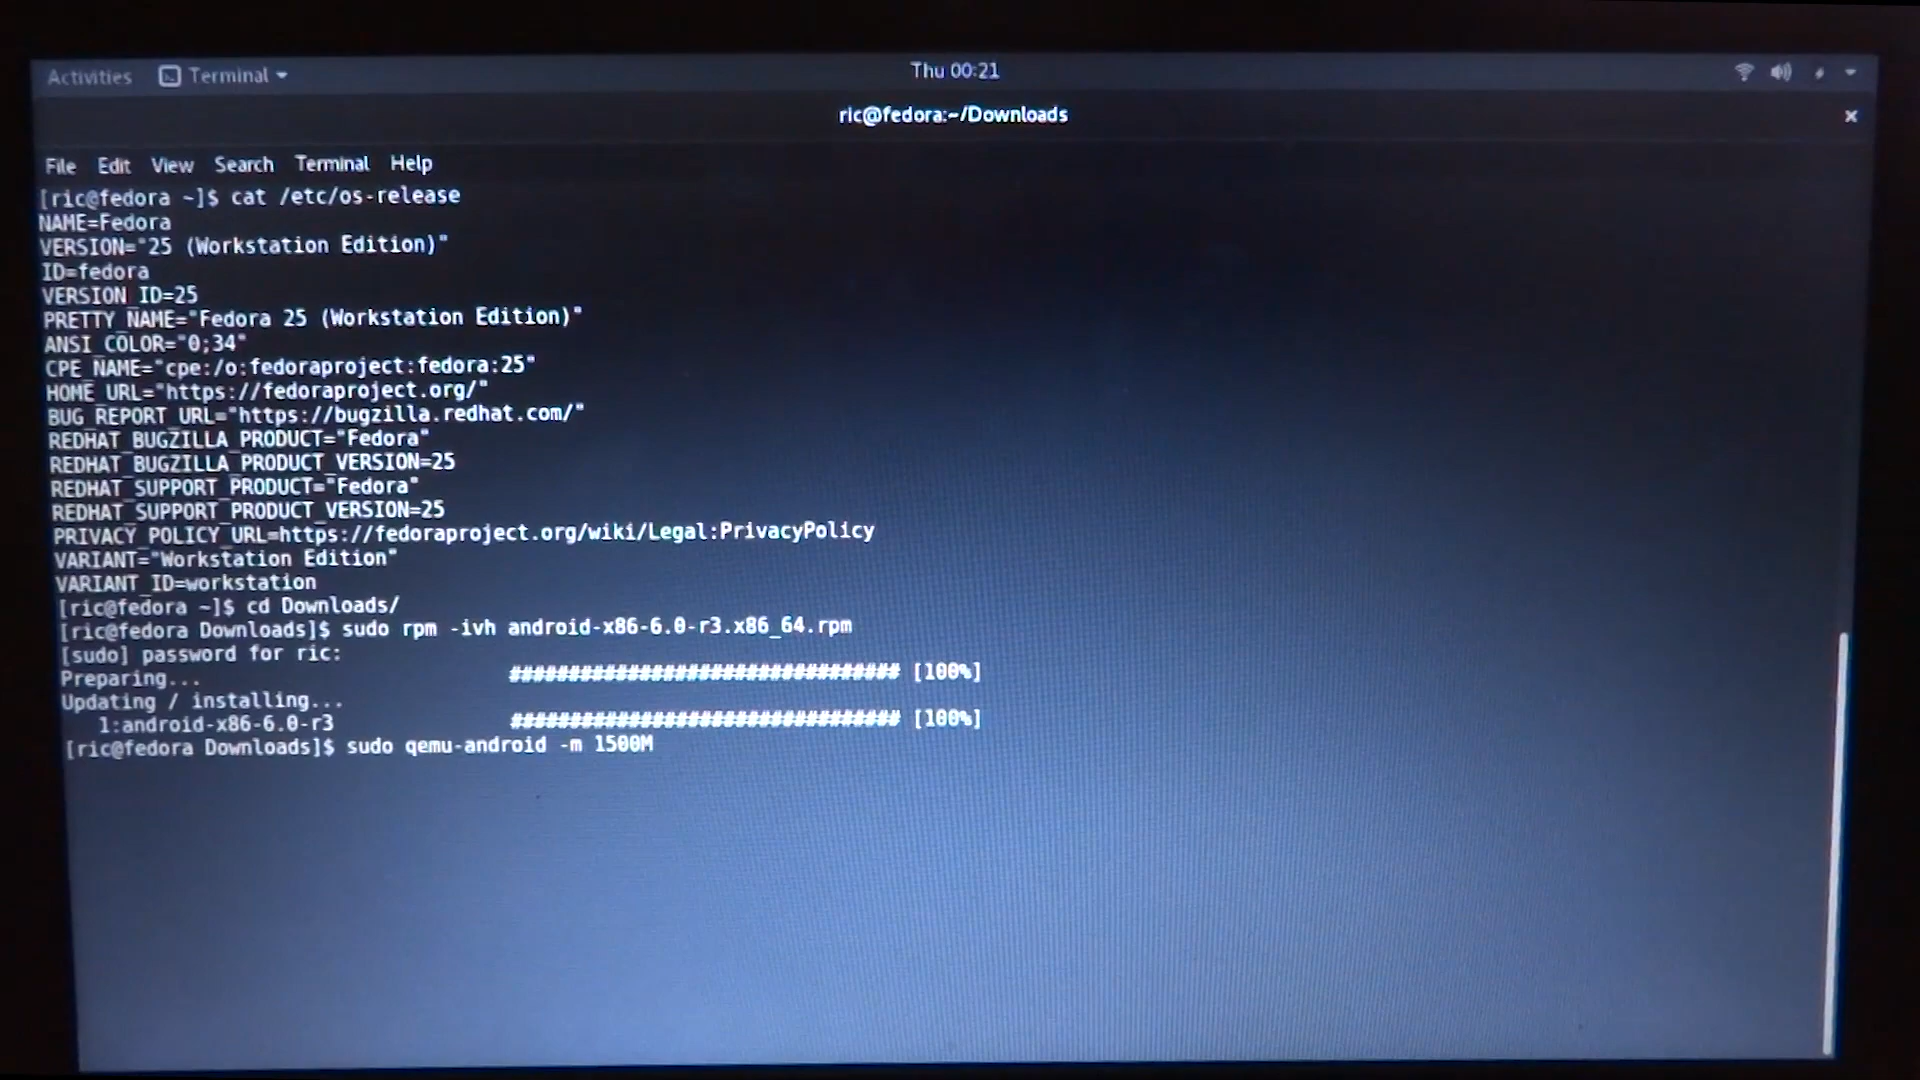 Activities Terminal Thu 00:21
ric@fedora:~/Downloads
File Edit View Search Terminal Help
[ric@fedora ~]$ cat /etc/os-release
NAME=Fedora
VERSION="25 (Workstation Edition)"
ID=fedora
VERSION_ID=25
PRETTY_NAME="Fedora 25 (Workstation Edition)"
ANSI_COLOR="0;34"
CPE_NAME="cpe:/o:fedoraproject:fedora:25"
HOME_URL="https://fedoraproject.org/"
BUG_REPORT_URL="https://bugzilla.redhat.com/"
REDHAT_BUGZILLA_PRODUCT="Fedora"
REDHAT_BUGZILLA_PRODUCT_VERSION=25
REDHAT_SUPPORT_PRODUCT="Fedora"
REDHAT_SUPPORT_PRODUCT_VERSION=25
PRIVACY_POLICY_URL=https://fedoraproject.org/wiki/Legal:PrivacyPolicy
VARIANT="Workstation Edition"
VARIANT_ID=workstation
[ric@fedora ~]$ cd Downloads/
[ric@fedora Downloads]$ sudo rpm -ivh android-x86-6.0-r3.x86_64.rpm
[sudo] password for ric:
Preparing... ################################# [100%]
Updating / installing...
1:android-x86-6.0-r3 ################################# [100%]
[ric@fedora Downloads]$ sudo qemu-android -m 1500M